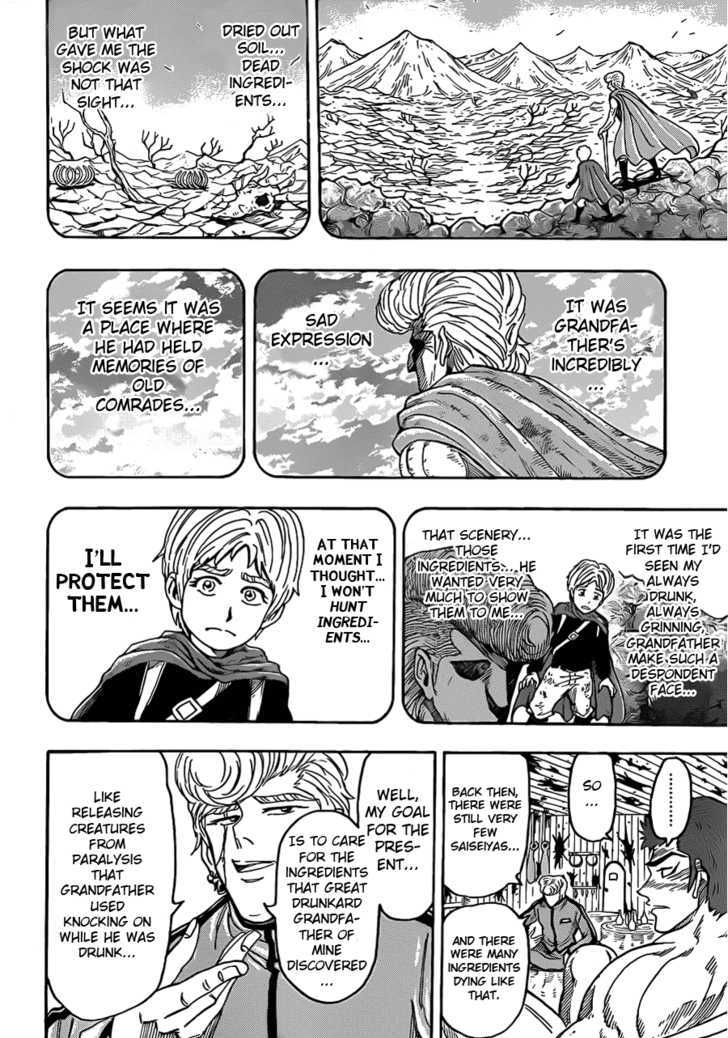 DRIED OUT
SOIL...
DEAD
INGREDI-
ENTS...
BUT WHAT
GAVE ME
THE
SHOCK WAS
NOT THAT
SIGHT...
IT WAS
GRANDFA-
THER'S
INCREDIBLY
...
SAD
EXPRESSION
...
IT SEEMS IT WAS
A PLACE WHERE
HE HAD HELD
MEMORIES OF
OLD
COMRADES...
IT WAS THE
FIRST TIME I'D
SEEN MY
ALWAYS
DRUNK,
ALWAYS
GRINNING,
GRANDFATHER
MAKE SUCH A
DESPONDENT
FACE...
THAT SCENERY...
THOSE
INGREDIENTS... HE
WANTED VERY
MUCH TO SHOW
THEM TO ME...
AT THAT
MOMENT I
THOUGHT...
I WON'T
HUNT
INGREDI-
ENTS...
I'LL
PROTECT
THEM...
.........
SO
...
BACK THEN,
THERE WERE
STILL VERY
FEW
SAISEIYAS...
AND THERE
WERE MANY
INGREDIENTS
DYING LIKE
THAT.
WELL,
MY GOAL
FOR THE
PRES-
ENT...
IS TO CARE
FOR THE
INGREDIENTS
THAT GREAT
DRUNKARD
GRANDFA-
THER OF
MINE
DISCOVERED
...
LIKE
RELEASING
CREATURES
FROM
PARALYSIS
THAT
GRANDFATHER
USED
KNOCKING ON
WHILE HE WAS
DRUNK...